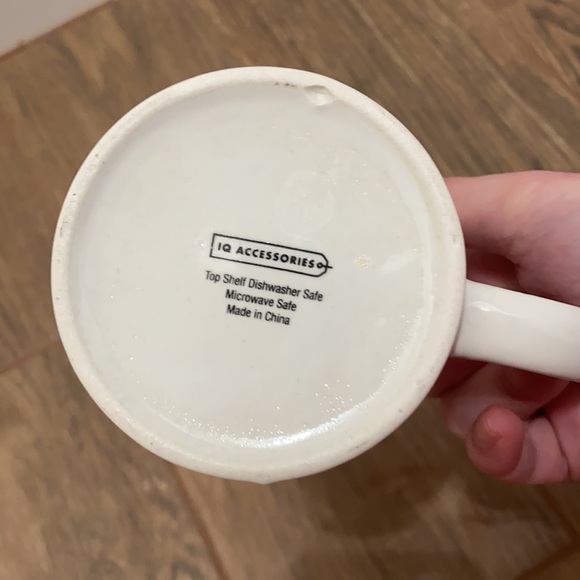 IQ ACCESSORIES
Top Shelf Dishwasher Safe
Microwave Safe
Made in China